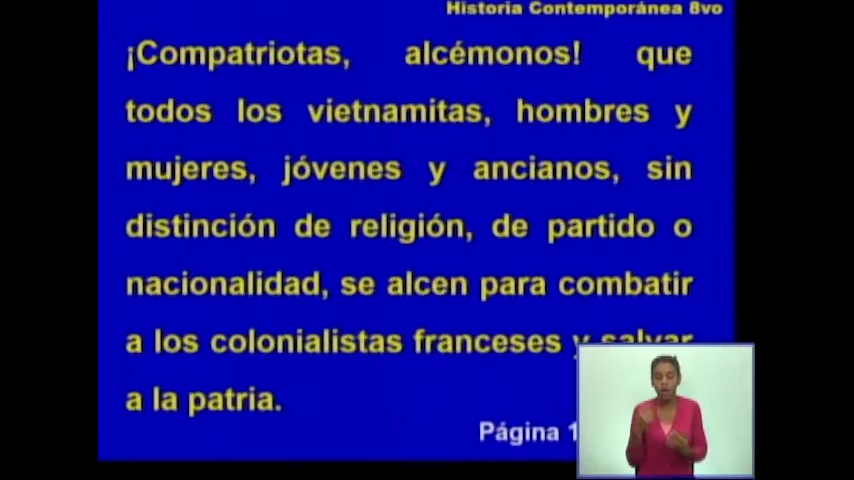 Historia Contemporánea 8vo
¡Compatriotas, alcémonos! que
todos los vietnamitas, hombres y
mujeres, jóvenes y ancianos, sin
distinción de religión, de partido o
nacionalidad, se alcen para combatir
a los colonialistas franceses y salvar
a la patria.
Página